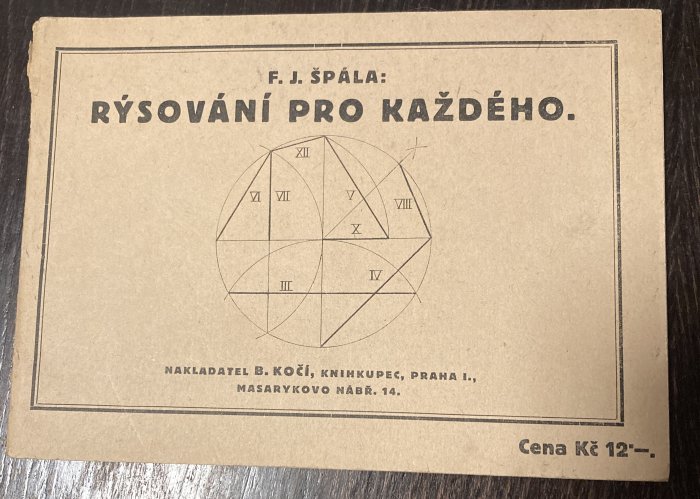 F. J. ŠPÁLA:
RÝSOVÁNÍ PRO KAŽDÉHO.
XII
VI VII V VIII
X
III IV
NAKLADATEL B. KOČÍ, KNIHKUPEC, PRAHA I.,
MASARYKOVO NÁBŘ. 14.
Cena Kč 12·—.